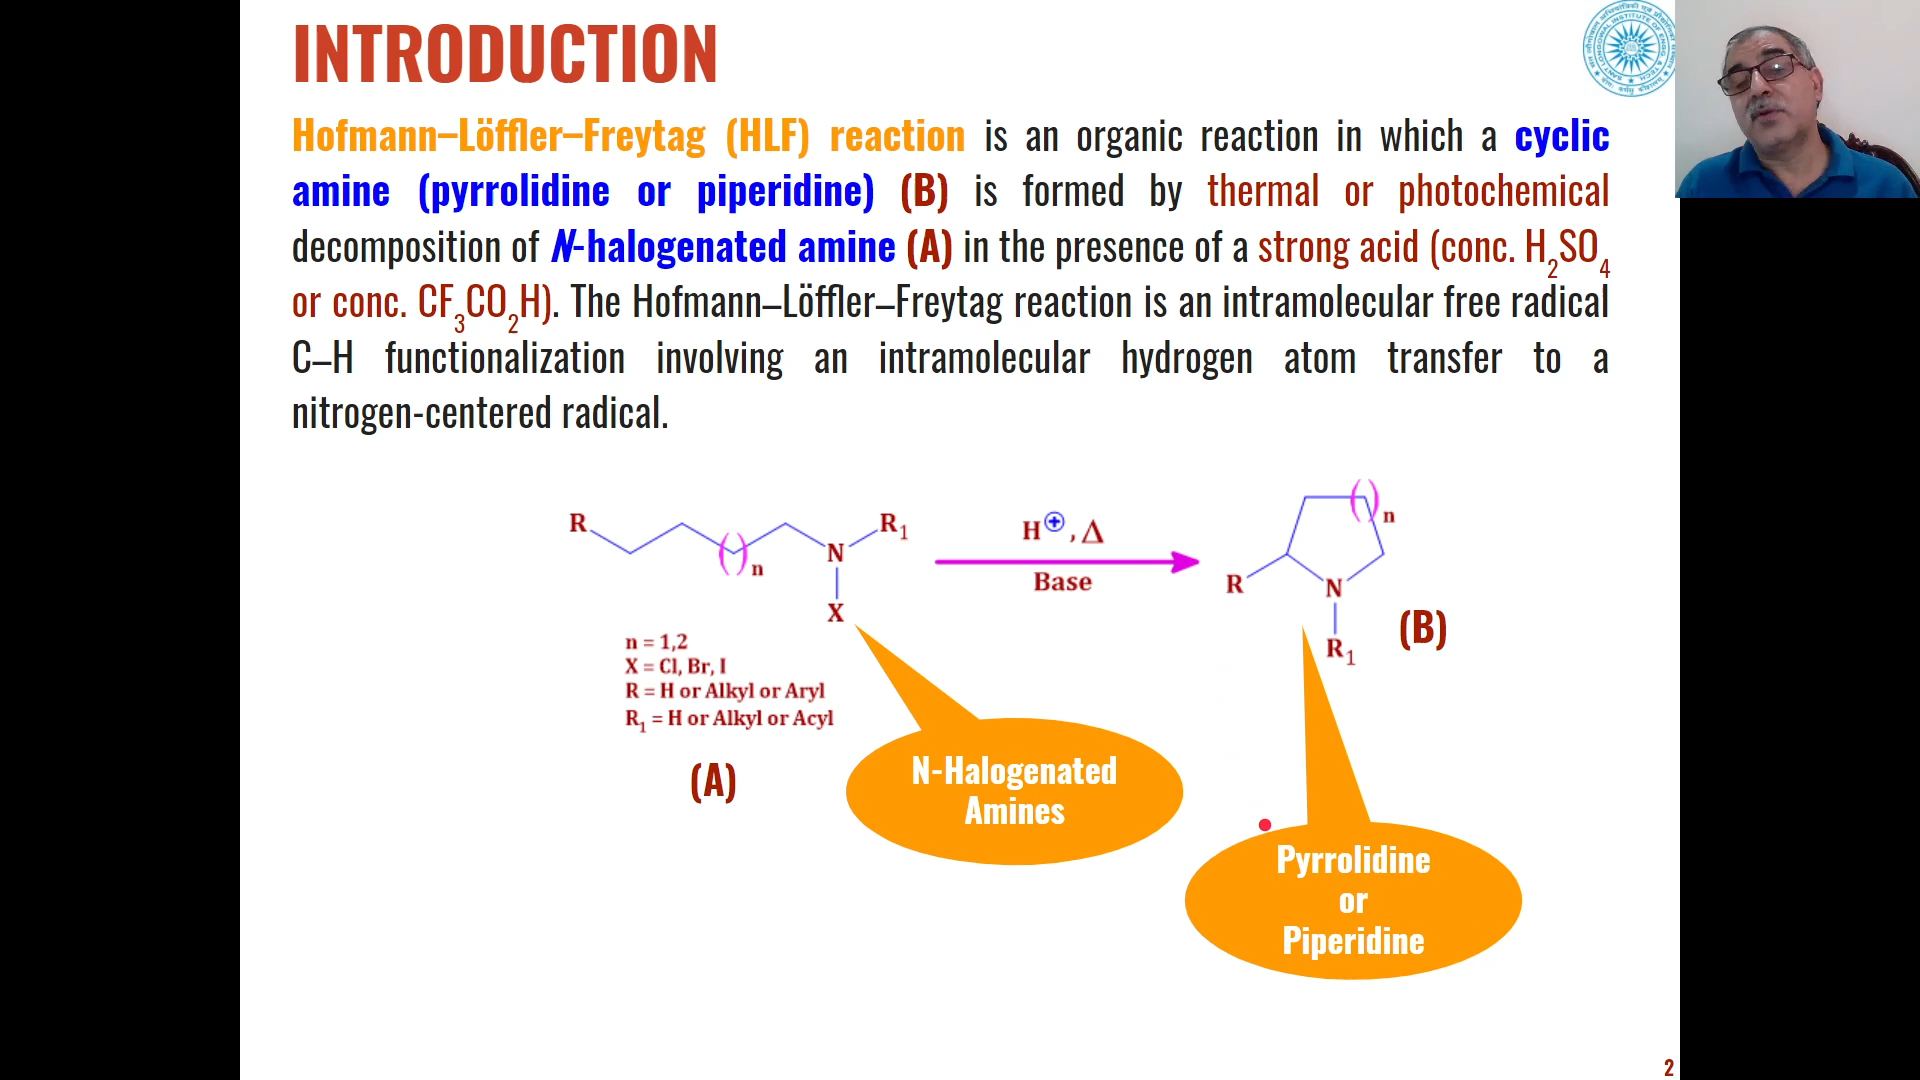 INTRODUCTION
Hofmann–Löffler–Freytag (HLF) reaction is an organic reaction in which a cyclic
amine (pyrrolidine or piperidine) (B) is formed by thermal or photochemical
decomposition of N-halogenated amine (A) in the presence of a strong acid (conc. H2SO4
or conc. CF3CO2H). The Hofmann–Löffler–Freytag reaction is an intramolecular free radical
C–H functionalization involving an intramolecular hydrogen atom transfer to a
nitrogen-centered radical.
R
( )n
N
R1
X
H⊕, Δ
Base
R
( )n
N
R1
(B)
n = 1,2
X = Cl, Br, I
R = H or Alkyl or Aryl
R1 = H or Alkyl or Acyl
(A)
N-Halogenated
Amines
Pyrrolidine
or
Piperidine
2